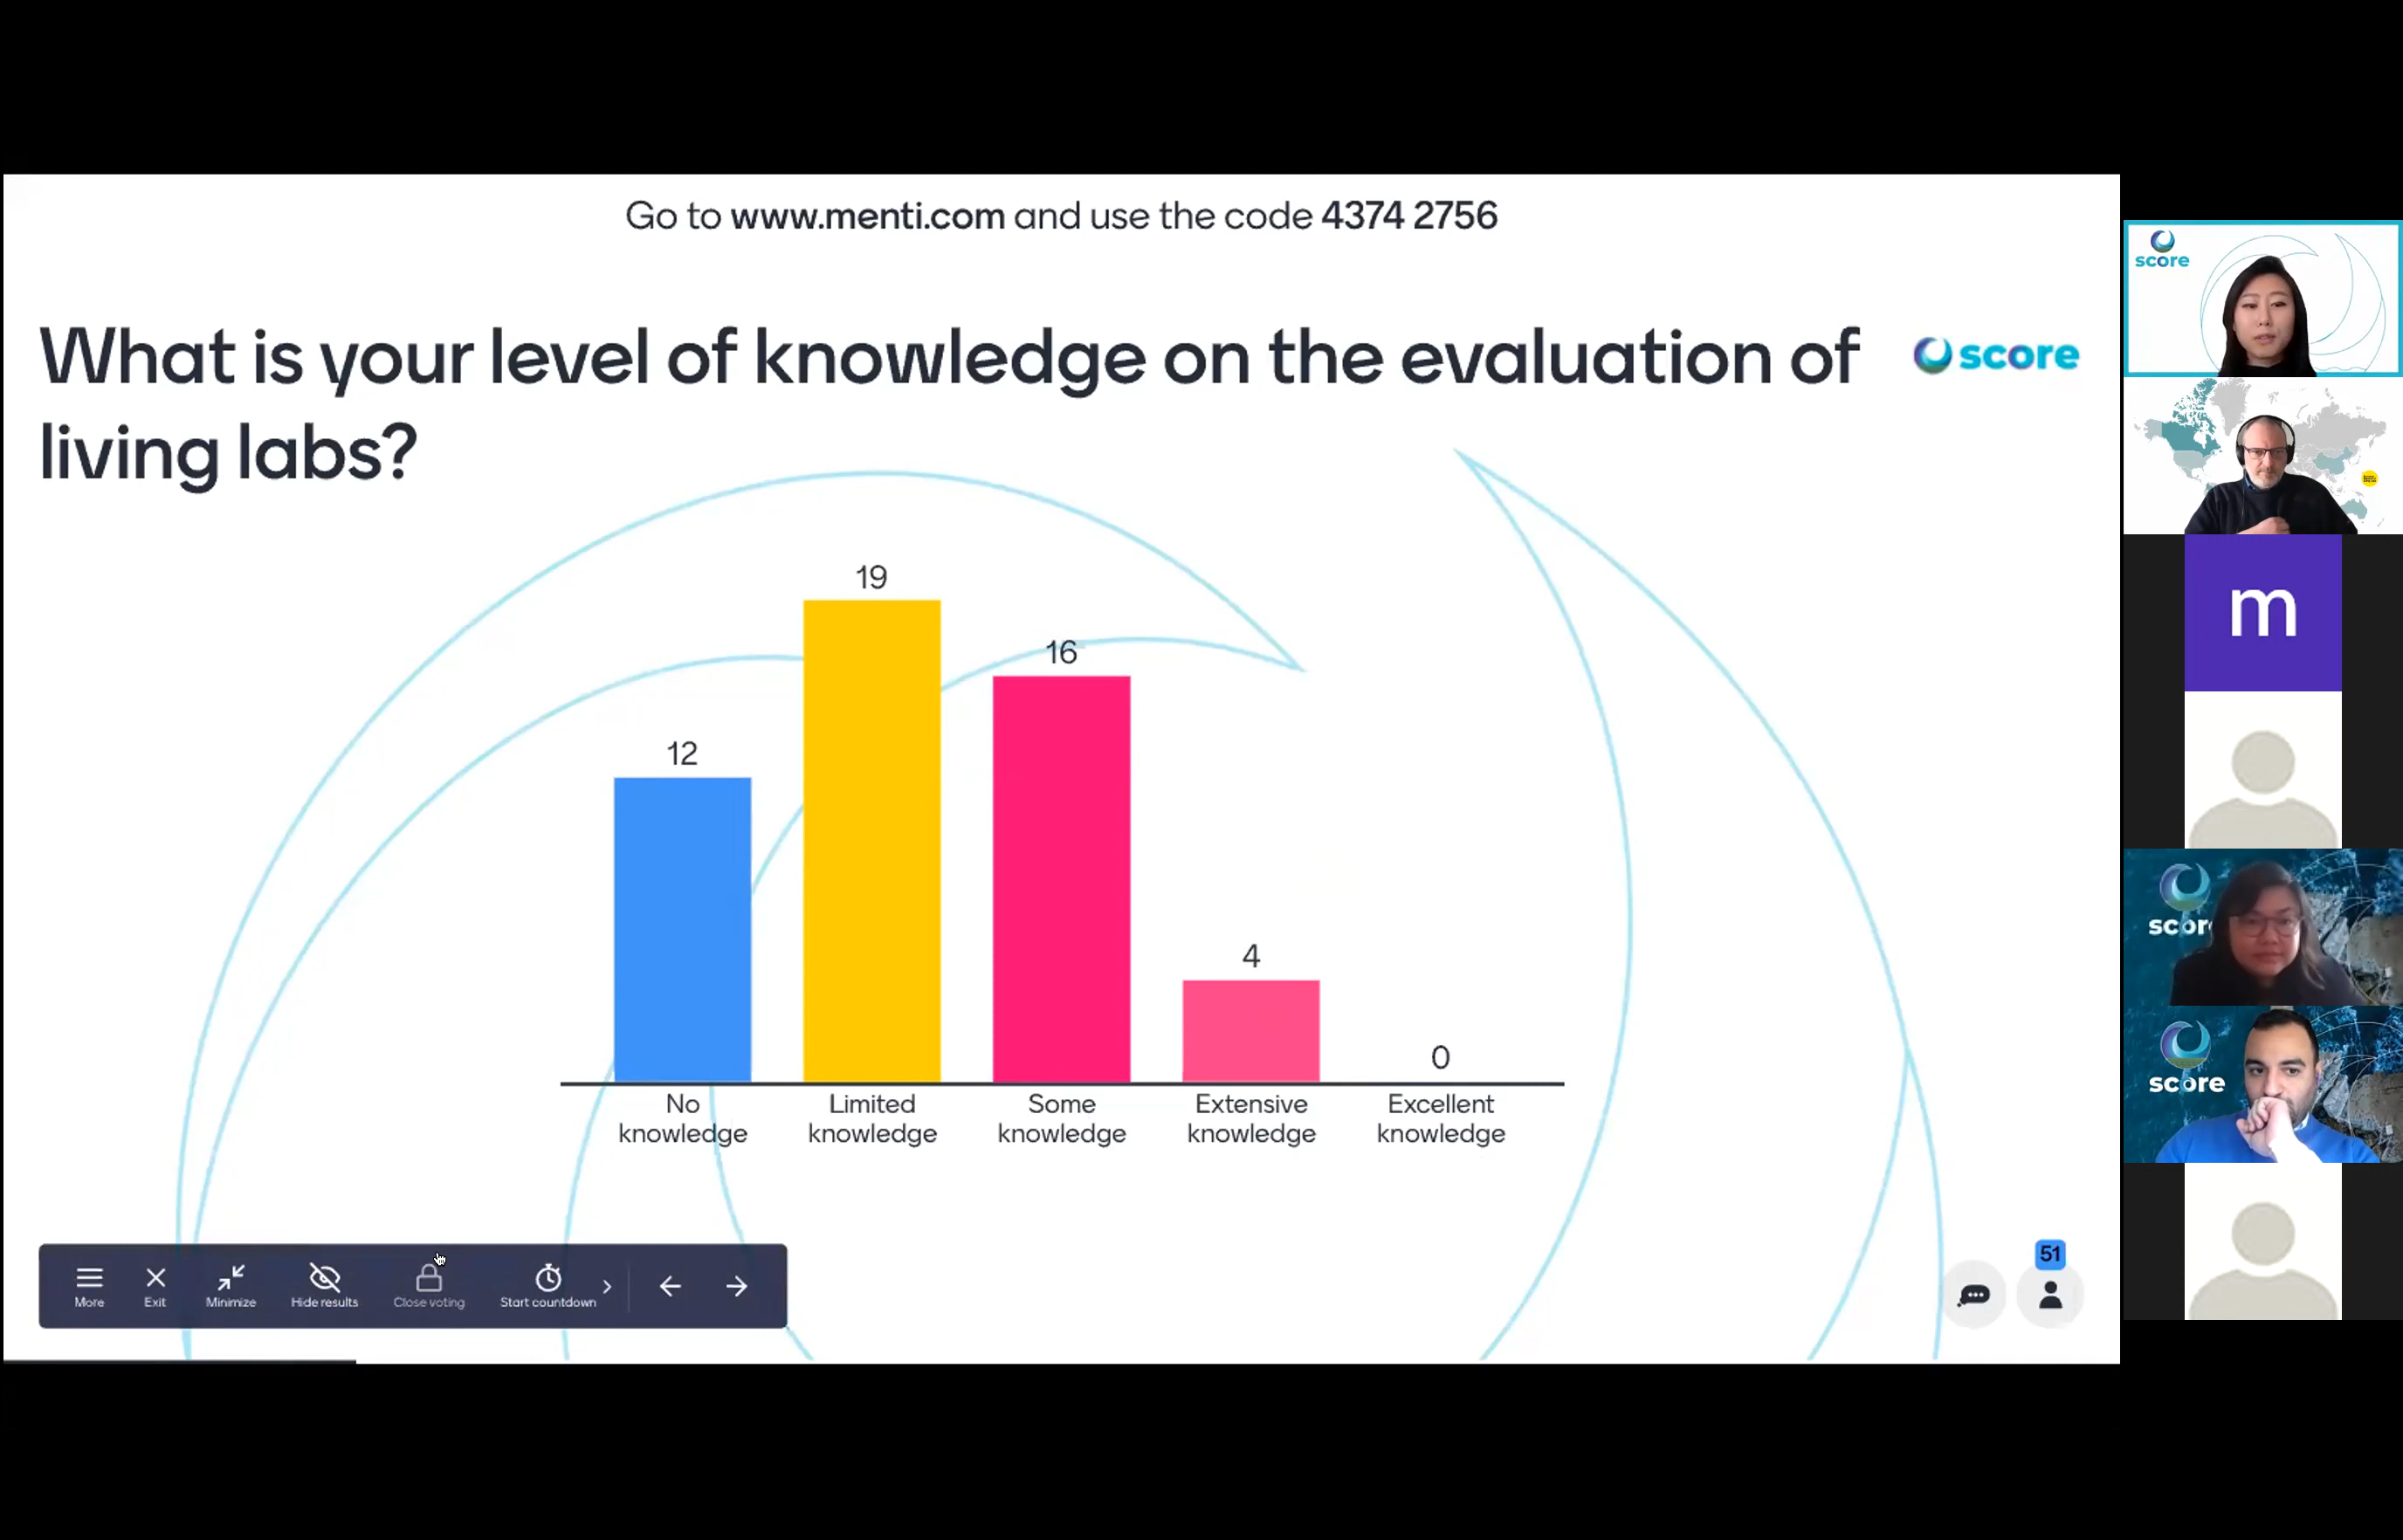 Go to www.menti.com and use the code 4374 2756
What is your level of knowledge on the evaluation of
living labs?
score
19
16
12
4
0
No
knowledge
Limited
knowledge
Some
knowledge
Extensive
knowledge
Excellent
knowledge
More
Exit
Minimize
Hide results
Close voting
Start countdown
51
score
m
score